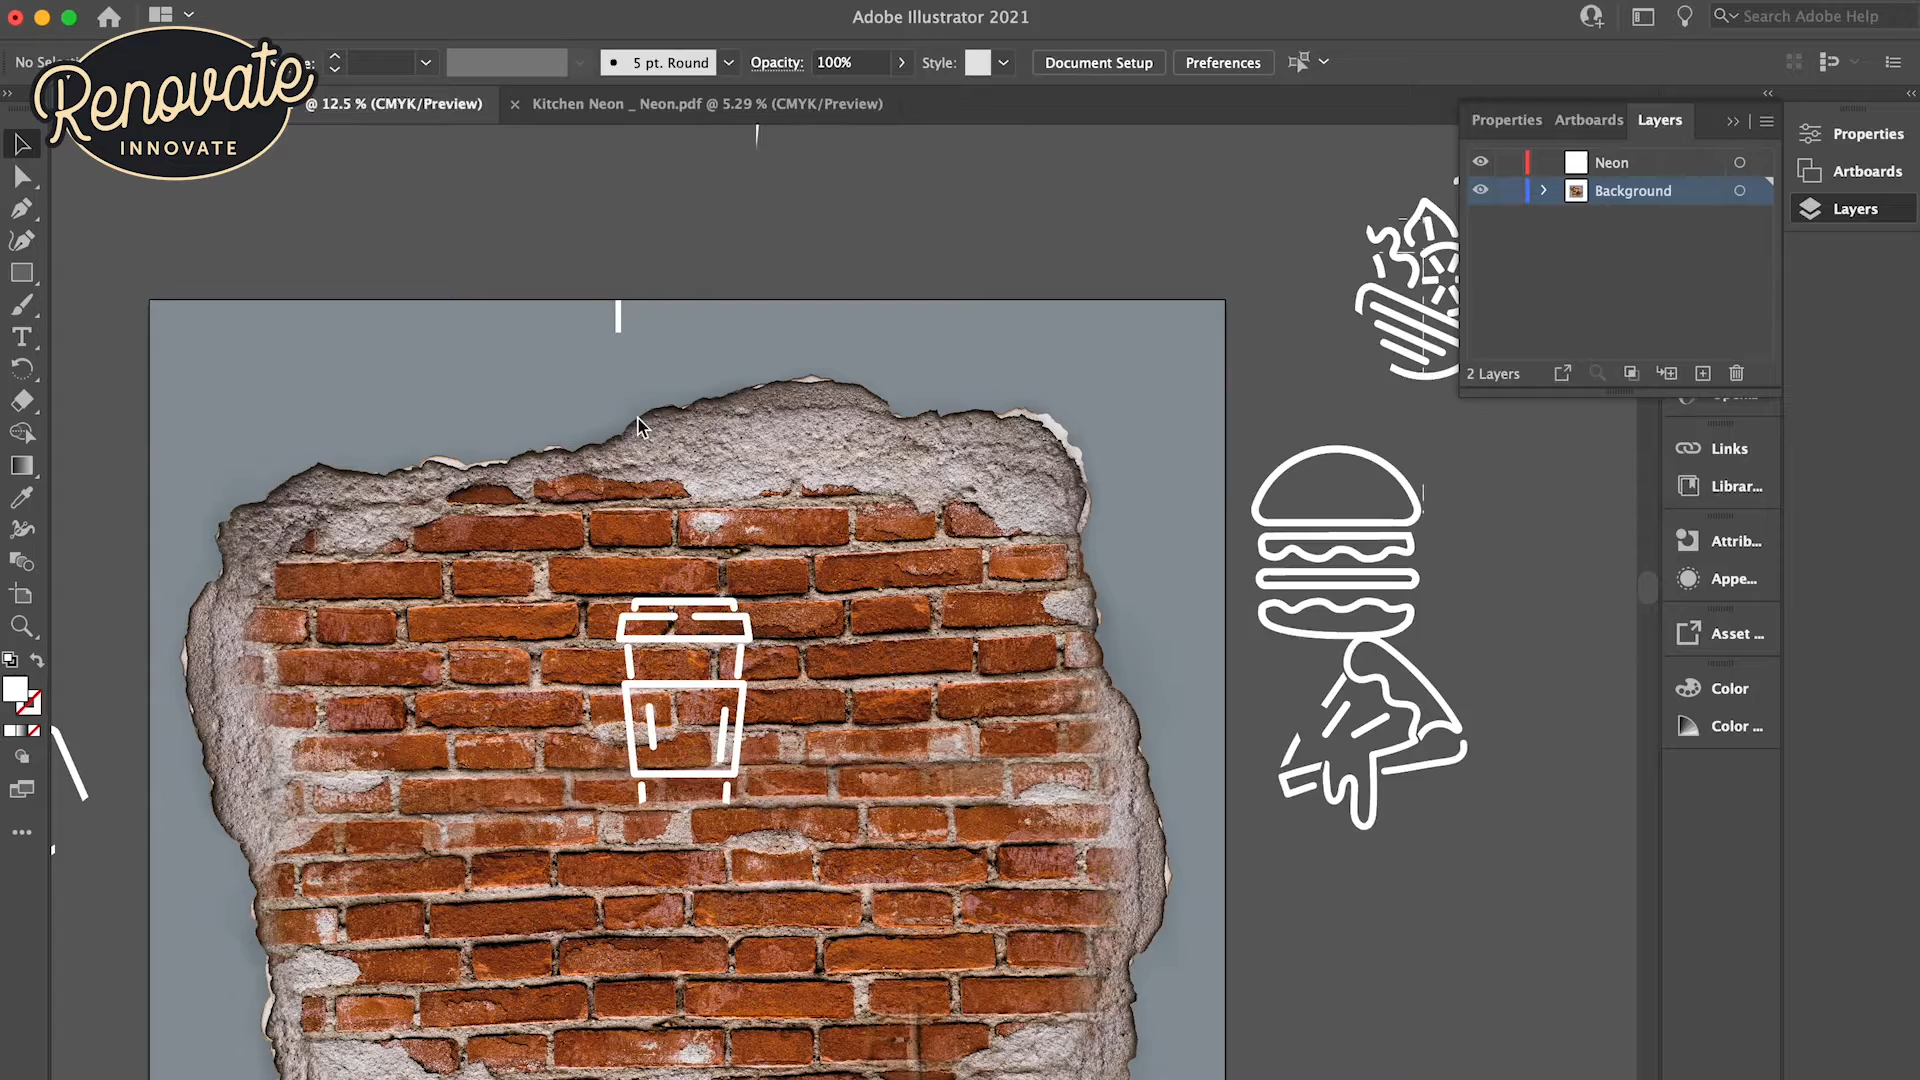 Adobe Illustrator 2021
Search Adobe Help
Renovate
INNOVATE
No Selec
5 pt. Round
Opacity:
100%
Style:
Document Setup
Preferences
@ 12.5 % (CMYK/Preview)
Kitchen Neon _ Neon.pdf @ 5.29 % (CMYK/Preview)
Properties
Artboards
Layers
Neon
Background
2 Layers
Properties
Artboards
Layers
Links
Librar...
Attrib...
Appe...
Asset ...
Color
Color ...